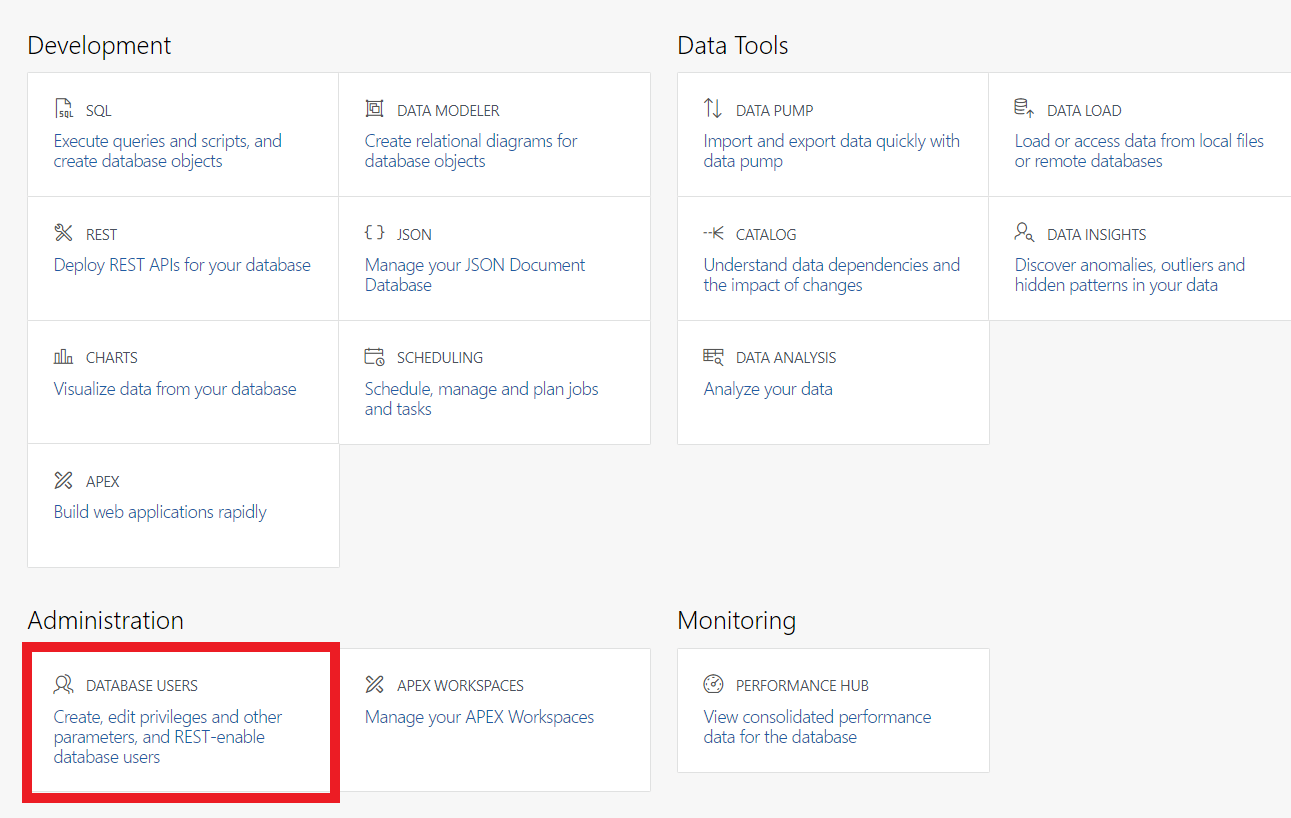 Development
SQL
Execute queries and scripts, and
create database objects
DATA MODELER
Create relational diagrams for
database objects
REST
Deploy REST APIs for your database
JSON
Manage your JSON Document
Database
CHARTS
Visualize data from your database
SCHEDULING
Schedule, manage and plan jobs
and tasks
APEX
Build web applications rapidly
Data Tools
DATA PUMP
Import and export data quickly with
data pump
DATA LOAD
Load or access data from local files
or remote databases
CATALOG
Understand data dependencies and
the impact of changes
DATA INSIGHTS
Discover anomalies, outliers and
hidden patterns in your data
DATA ANALYSIS
Analyze your data
Administration
DATABASE USERS
Create, edit privileges and other
parameters, and REST-enable
database users
APEX WORKSPACES
Manage your APEX Workspaces
Monitoring
PERFORMANCE HUB
View consolidated performance
data for the database